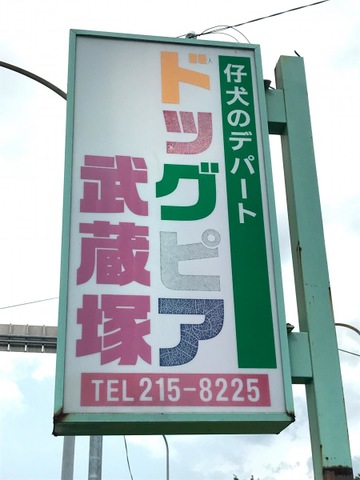 仔犬のデパート
ドッグピア
武蔵塚
TEL 215-8225